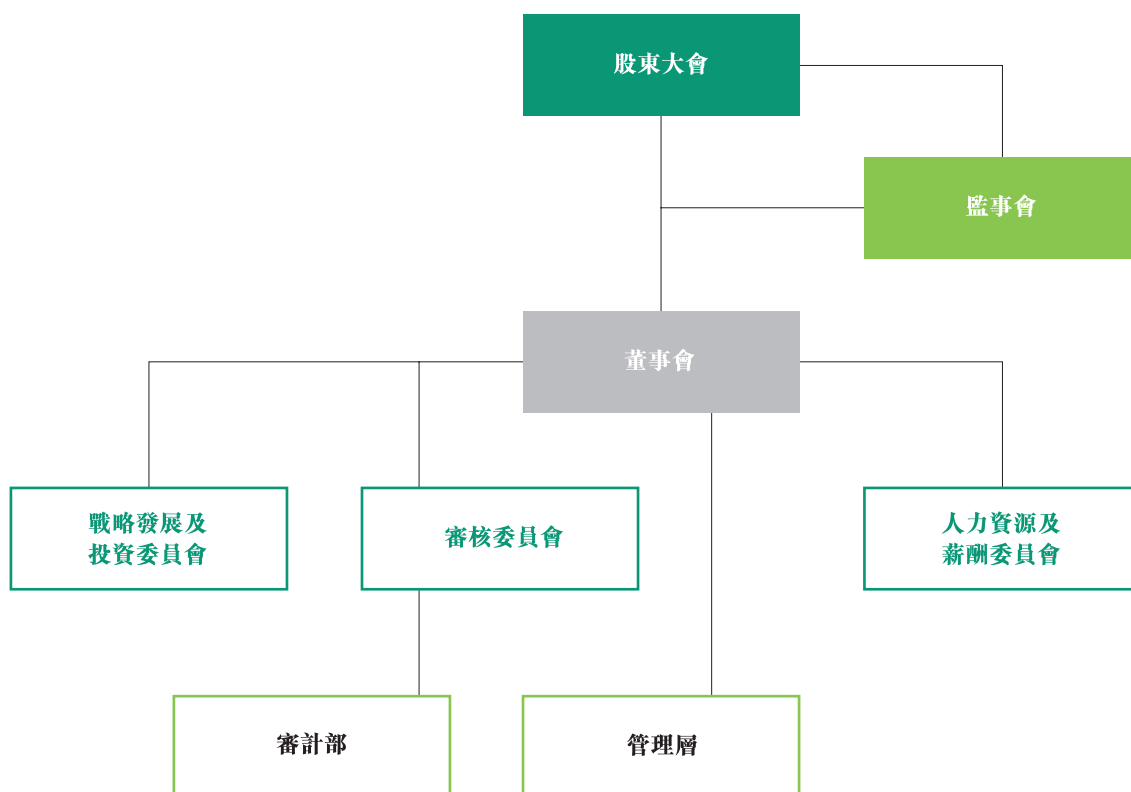 股東大會
監事會
董事會
戰略發展及
投資委員會
審核委員會
人力資源及
薪酬委員會
審計部
管理層